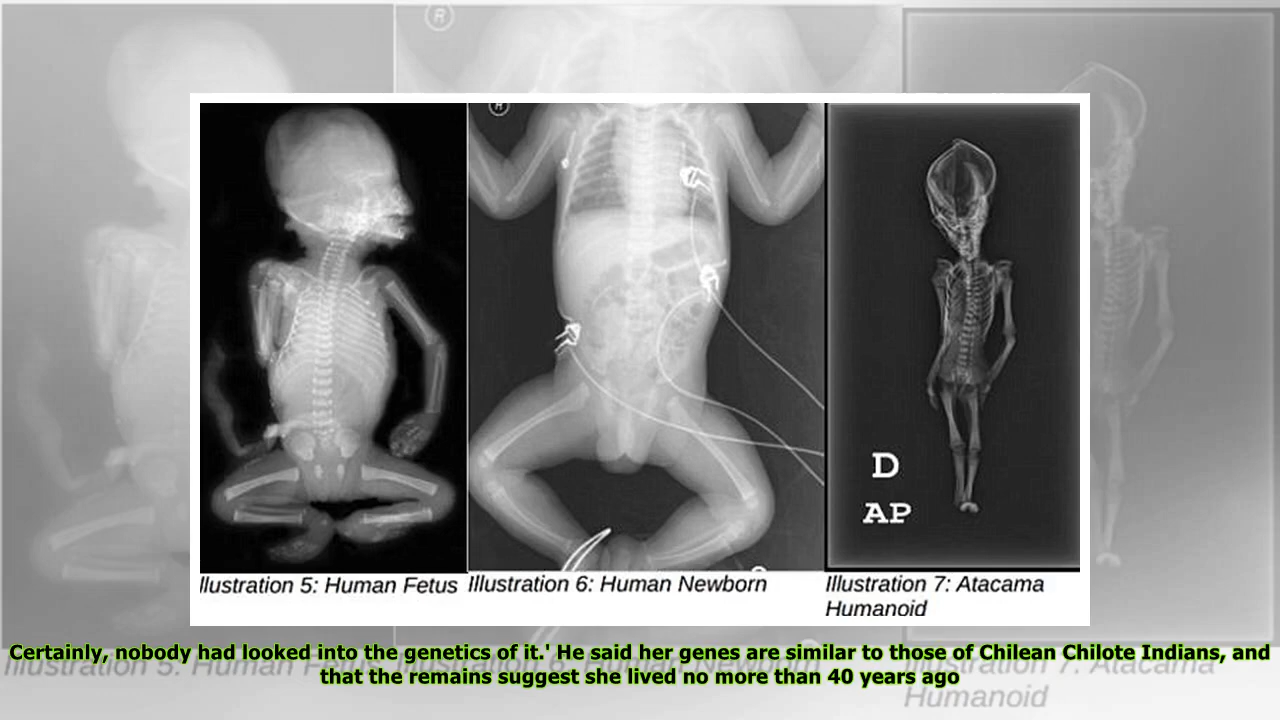 R
R
D
AP
llustration 5: Human Fetus
Illustration 6: Human Newborn
Illustration 7: Atacama
Humanoid
Certainly, nobody had looked into the genetics of it.' He said her genes are similar to those of Chilean Chilote Indians, and
that the remains suggest she lived no more than 40 years ago
Humanoid